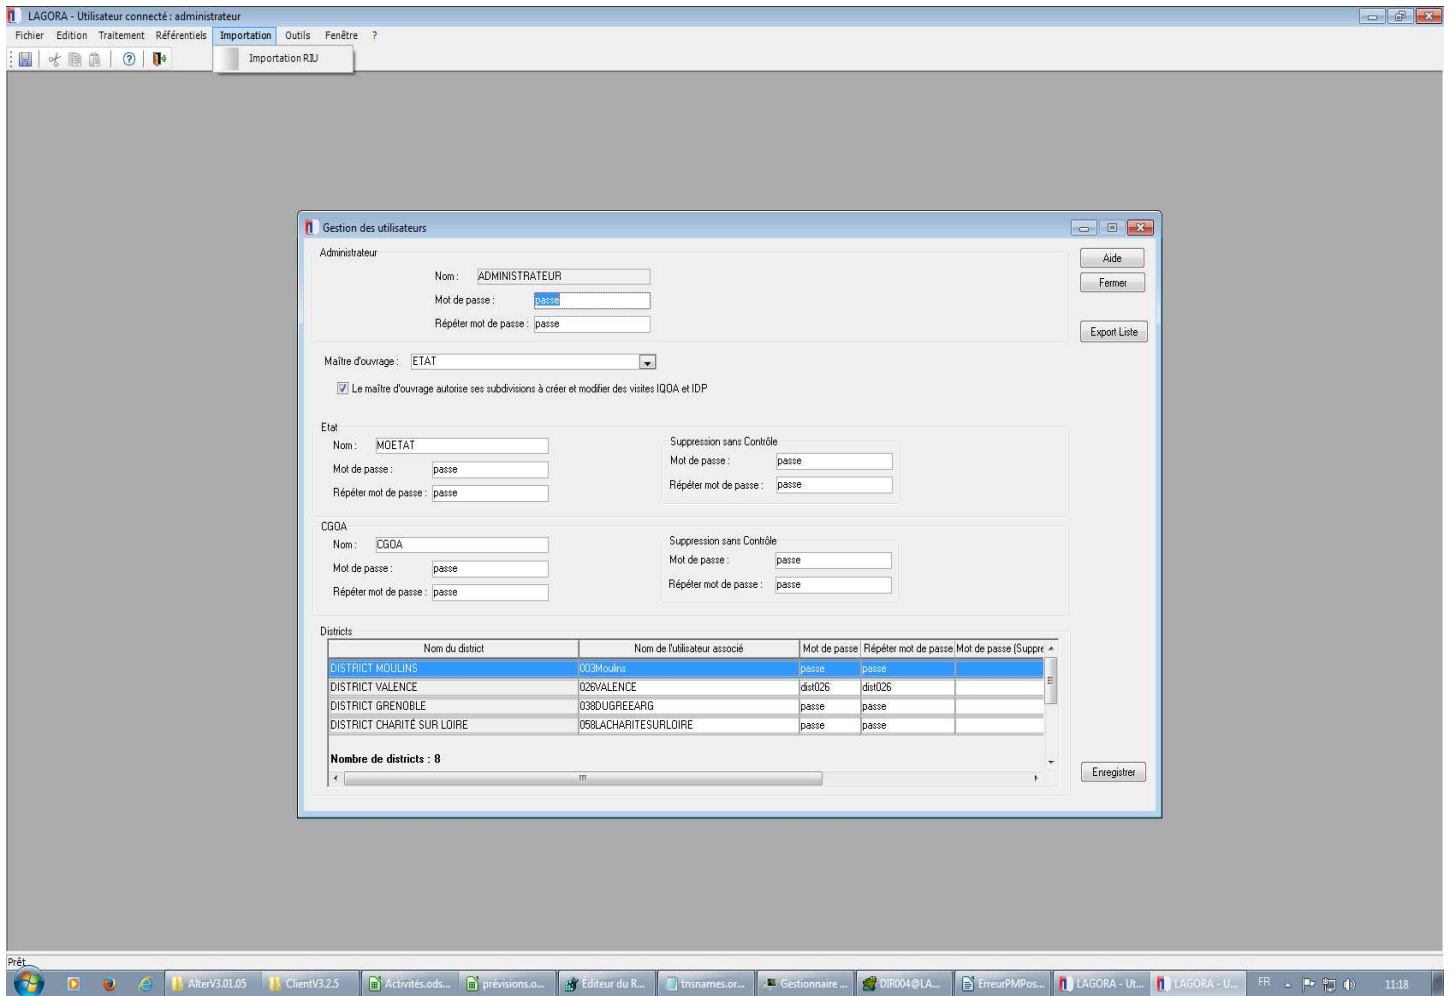 LAGORA - Utilisateur connecté : administrateur
Fichier Edition Traitement Référentiels Importation Outils Fenêtre ?
Importation RIU
Gestion des utilisateurs
Administrateur
Nom : ADMINISTRATEUR
Mot de passe : passe
Répéter mot de passe : passe
Aide
Fermer
Export Liste
Maître d'ouvrage : ETAT
Le maître d'ouvrage autorise ses subdivisions à créer et modifier des visites IQOA et IDP
Etat
Nom : MOETAT
Mot de passe : passe
Répéter mot de passe : passe
Suppression sans Contrôle
Mot de passe : passe
Répéter mot de passe : passe
CGOA
Nom : CGOA
Mot de passe : passe
Répéter mot de passe : passe
Suppression sans Contrôle
Mot de passe : passe
Répéter mot de passe : passe
Districts
Nom du district Nom de l'utilisateur associé Mot de passe Répéter mot de passe Mot de passe (Suppre
DISTRICT MOULINS 003Moulins passe passe
DISTRICT VALENCE 026VALENCE dist026 dist026
DISTRICT GRENOBLE 038DUGREEARG passe passe
DISTRICT CHARITÉ SUR LOIRE 058LACHARITESURLOIRE passe passe
Nombre de districts : 8
Enregistrer
Prêt
AlterV3.01.05 ClientV3.2.5 Activités.ods... prévisions.o... Éditeur du R... tnsnames.or... Gestionnaire ... DIR004@LA... ErreurPMPos... LAGORA - Ut... LAGORA - U... FR 11:18